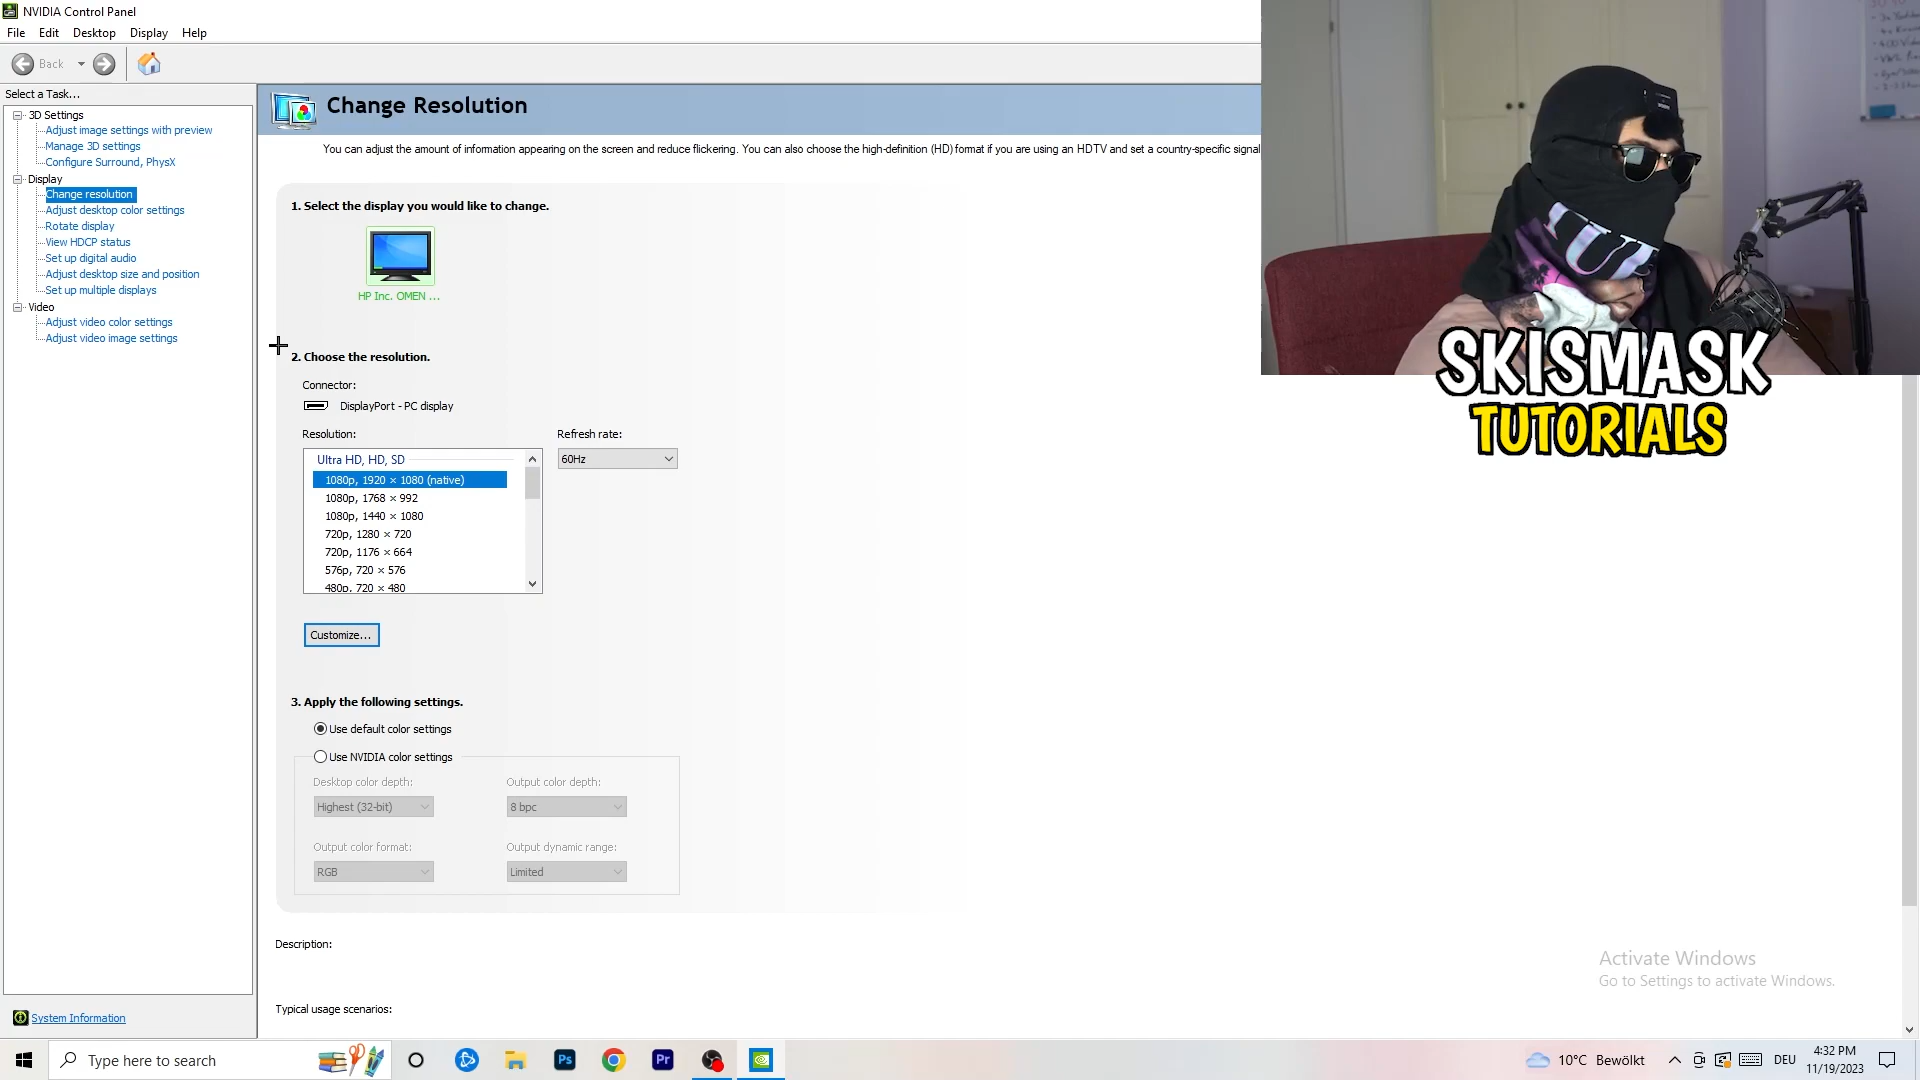 NVIDIA Control Panel
File Edit Desktop Display Help
Back
Select a Task...
3D Settings
Adjust image settings with preview
Manage 3D settings
Configure Surround, PhysX
Display
Change resolution
Adjust desktop color settings
Rotate display
View HDCP status
Set up digital audio
Adjust desktop size and position
Set up multiple displays
Video
Adjust video color settings
Adjust video image settings
System Information
Change Resolution
You can adjust the amount of information appearing on the screen and reduce flickering. You can also choose the high-definition (HD) format if you are using an HDTV and set a country-specific signal
1. Select the display you would like to change.
HP Inc. OMEN ...
2. Choose the resolution.
Connector:
DisplayPort - PC display
Resolution:
Refresh rate:
Ultra HD, HD, SD
60Hz
1080p, 1920 × 1080 (native)
1080p, 1768 × 992
1080p, 1440 × 1080
720p, 1280 × 720
720p, 1176 × 664
576p, 720 × 576
480p, 720 × 480
Customize...
3. Apply the following settings.
Use default color settings
Use NVIDIA color settings
Desktop color depth:
Output color depth:
Highest (32-bit)
8 bpc
Output color format:
Output dynamic range:
RGB
Limited
Description:
Typical usage scenarios:
SKISMASK
TUTORIALS
Activate Windows
Go to Settings to activate Windows.
Type here to search
Ps
Pr
10°C Bewölkt
DEU
4:32 PM
11/19/2023